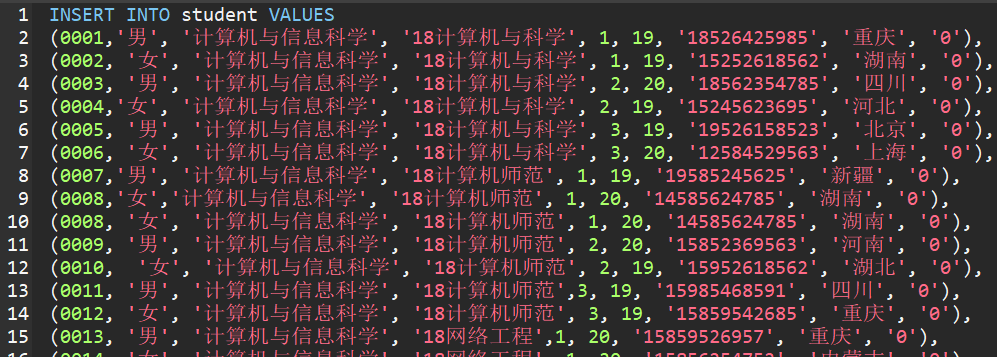 1 INSERT INTO student VALUES
2 (0001,'男', '计算机与信息科学', '18计算机与科学', 1, 19, '18526425985', '重庆', '0'),
3 (0002, '女', '计算机与信息科学', '18计算机与科学', 1, 19, '15252618562', '湖南', '0'),
4 (0003, '男', '计算机与信息科学', '18计算机与科学', 2, 20, '18562354785', '四川', '0'),
5 (0004,'女', '计算机与信息科学', '18计算机与科学', 2, 19, '15245623695', '河北', '0'),
6 (0005, '男', '计算机与信息科学', '18计算机与科学', 3, 19, '19526158523', '北京', '0'),
7 (0006, '女', '计算机与信息科学', '18计算机与科学', 3, 20, '12584529563', '上海', '0'),
8 (0007,'男', '计算机与信息科学', '18计算机师范', 1, 19, '19585245625', '新疆', '0'),
9 (0008,'女','计算机与信息科学', '18计算机师范', 1, 20, '14585624785', '湖南', '0'),
10 (0008, '女', '计算机与信息科学', '18计算机师范', 1, 20, '14585624785', '湖南', '0'),
11 (0009, '男', '计算机与信息科学', '18计算机师范', 2, 20, '15852369563', '河南', '0'),
12 (0010, '女', '计算机与信息科学', '18计算机师范', 2, 19, '15952618562', '湖北', '0'),
13 (0011, '男', '计算机与信息科学', '18计算机师范',3, 19, '15985468591', '四川', '0'),
14 (0012, '女', '计算机与信息科学', '18计算机师范', 3, 19, '15859542685', '重庆', '0'),
15 (0013, '男', '计算机与信息科学', '18网络工程',1, 20, '15859526957', '重庆', '0'),